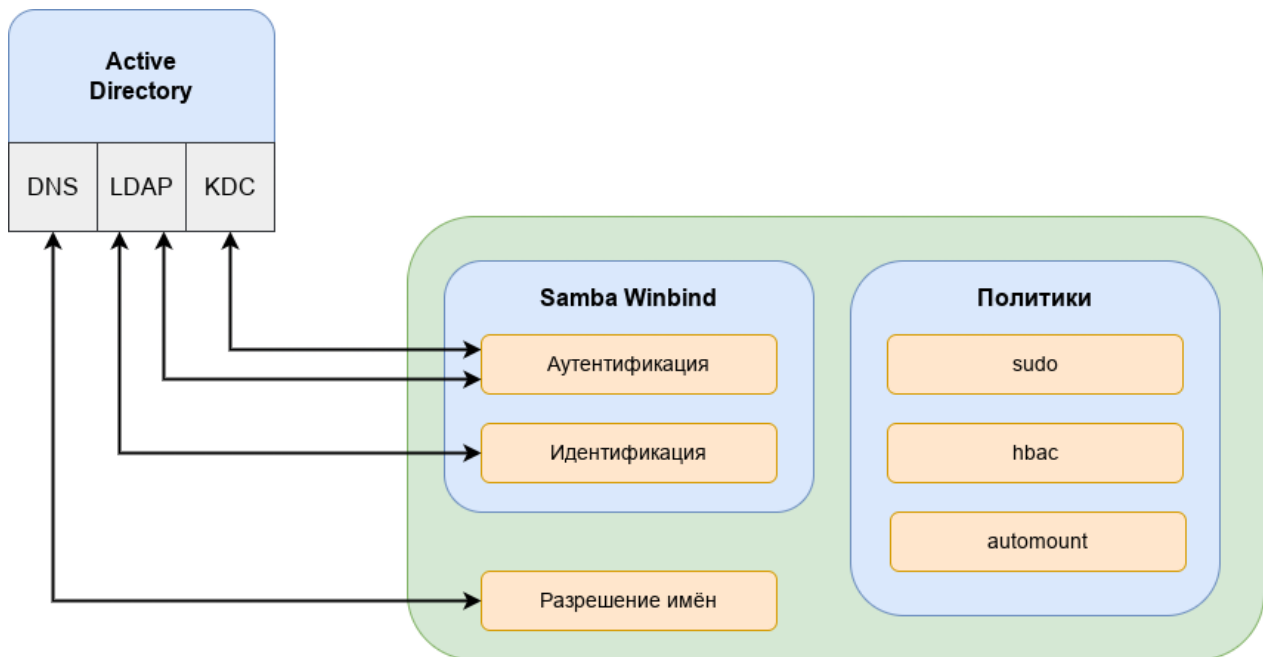 Active
Directory
DNS
LDAP
KDC
Samba Winbind
Аутентификация
Идентификация
Разрешение имён
Политики
sudo
hbac
automount